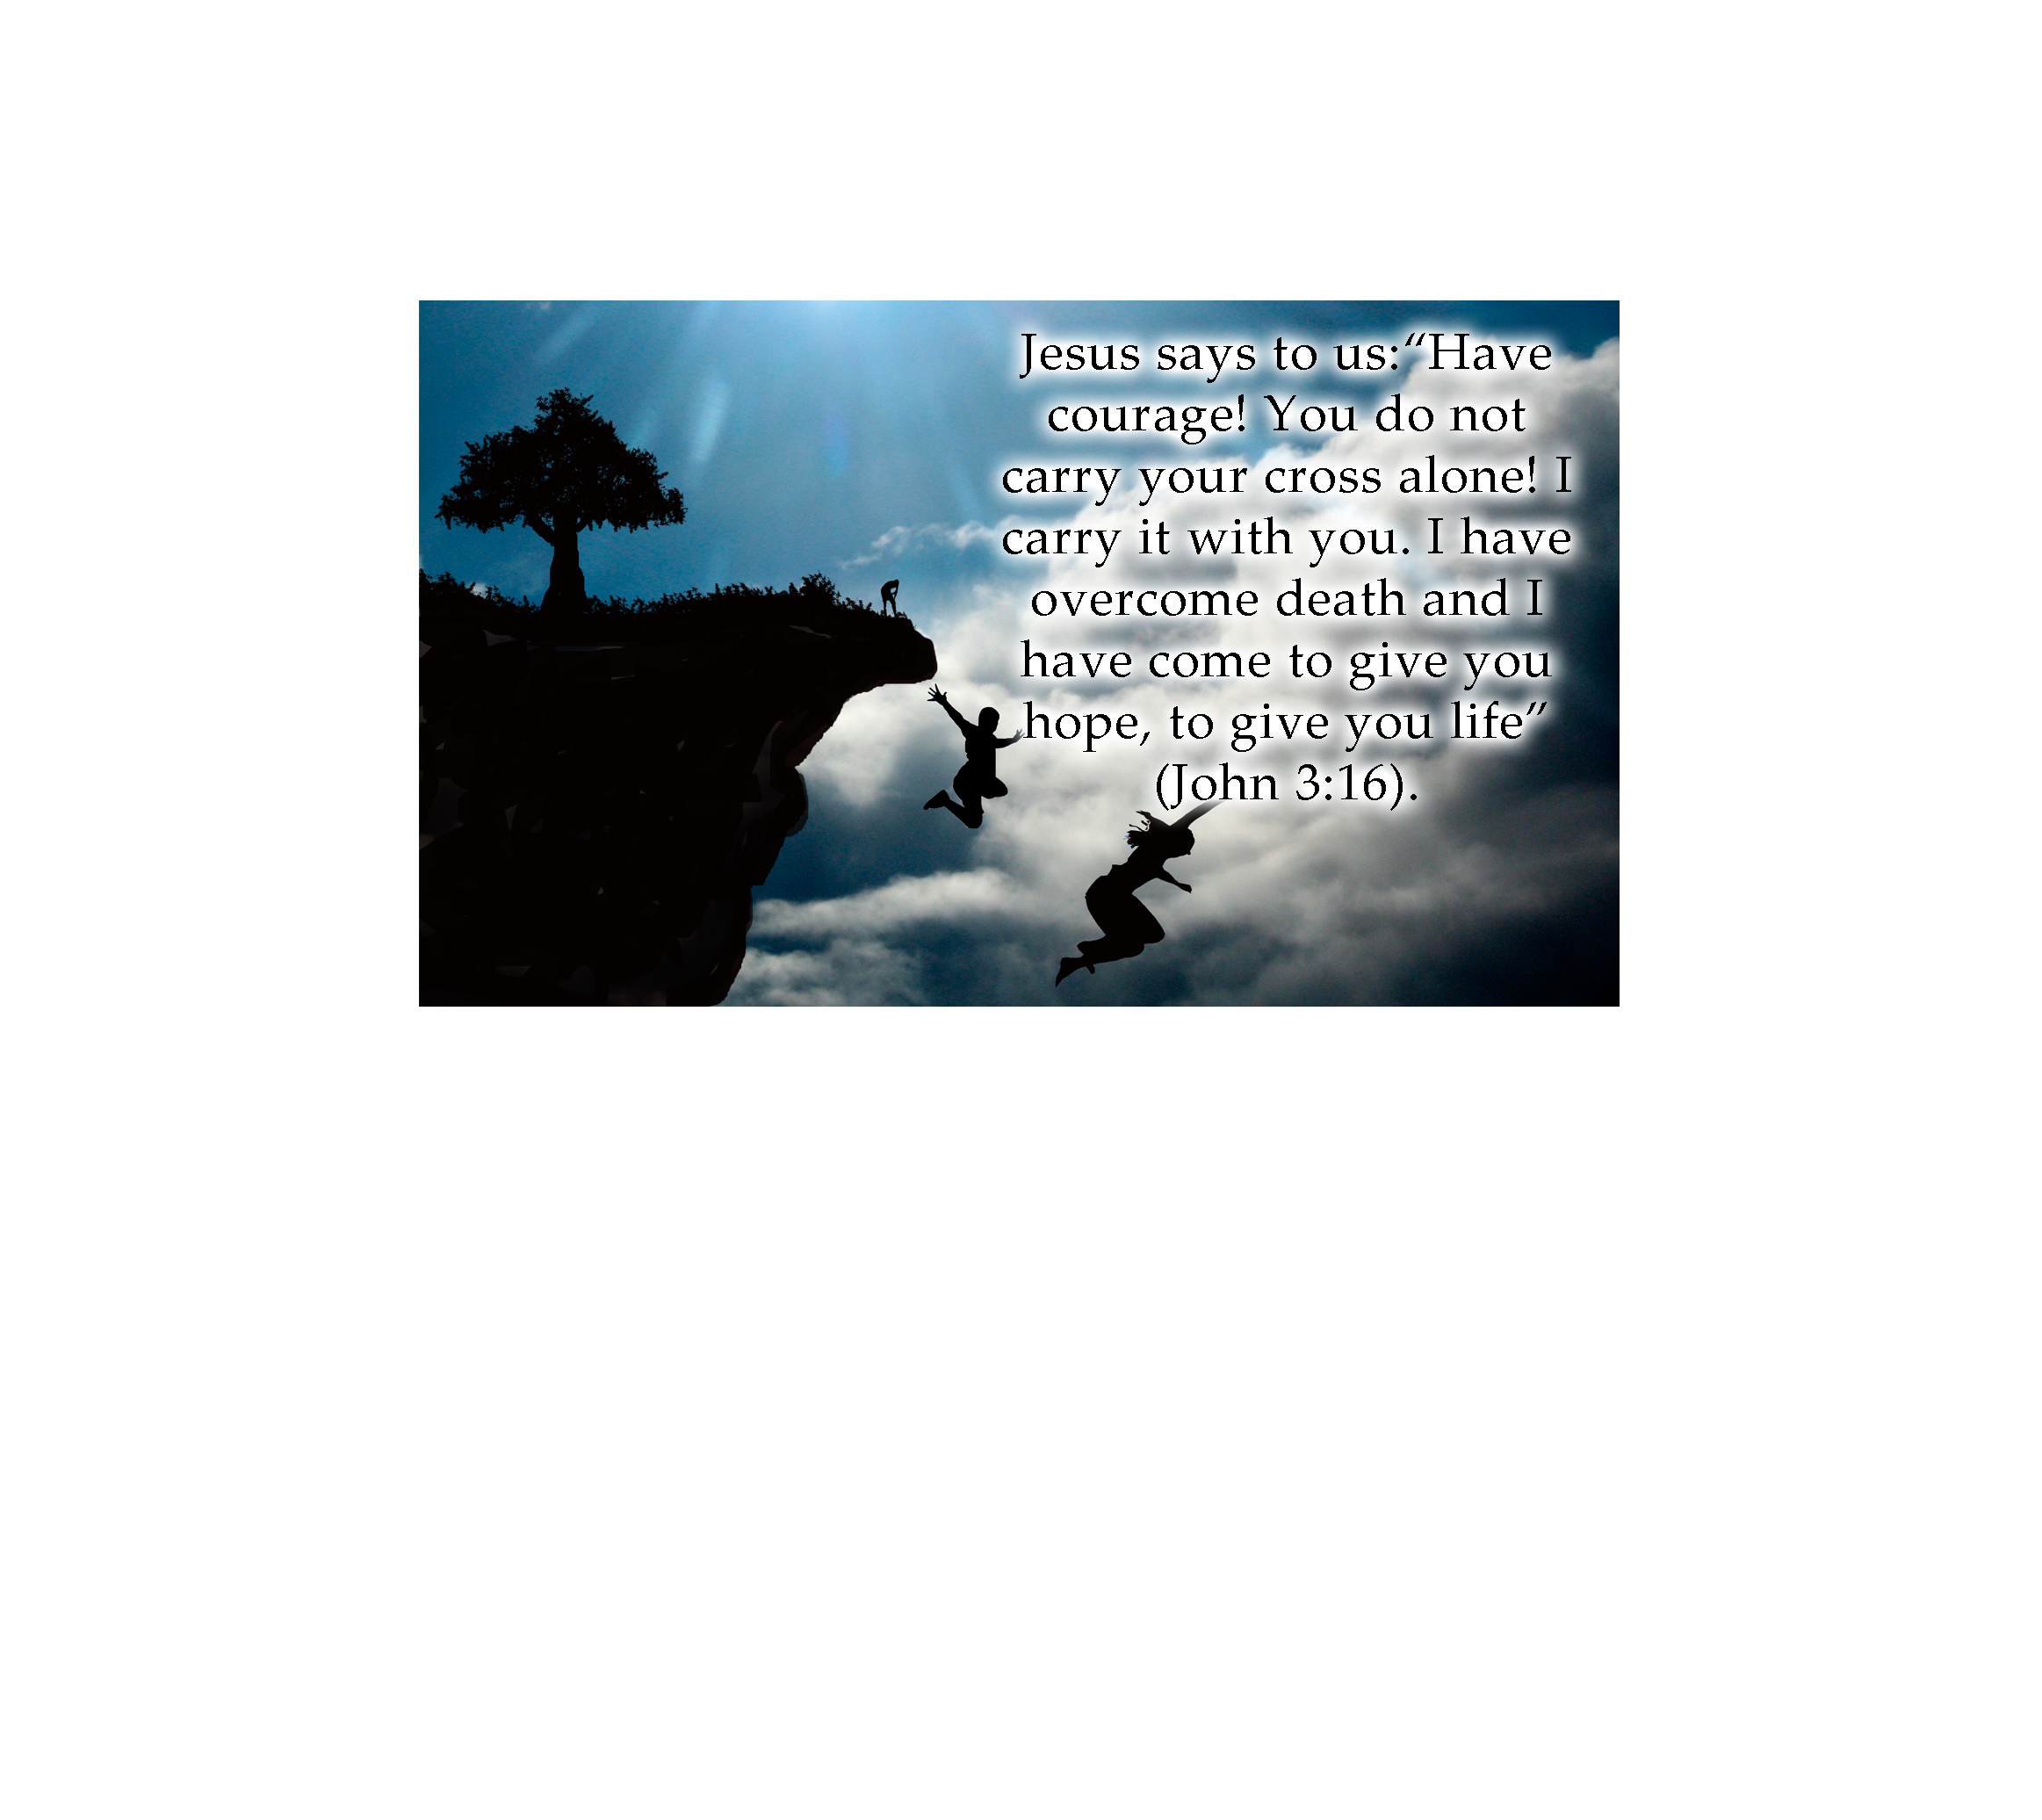 Jesus says to us:“Have
courage! You do not
carry your cross alone! I
carry it with you. I have
overcome death and I
have come to give you
hope, to give you life”
(John 3:16).